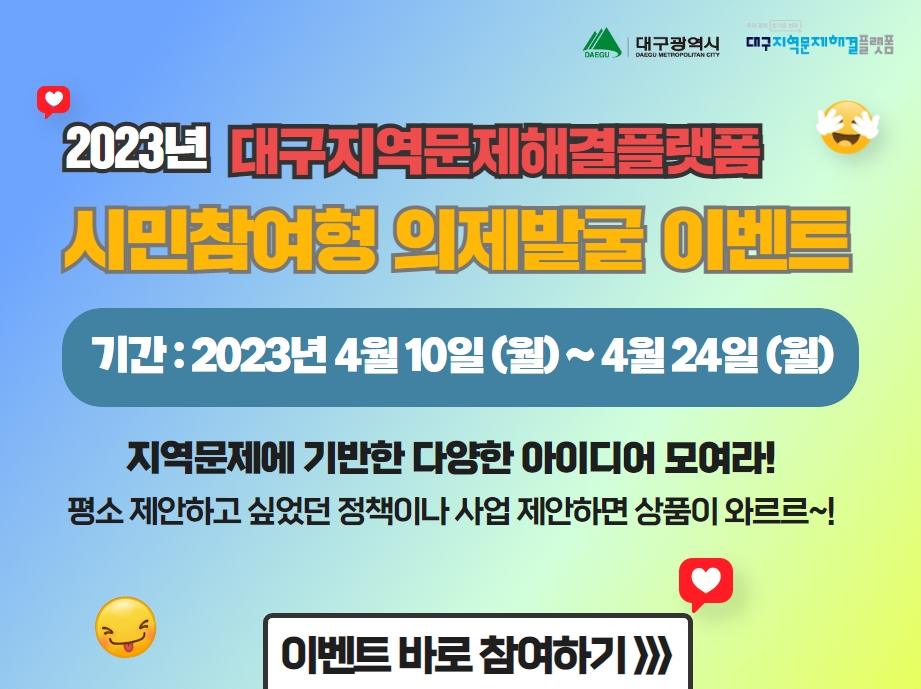 DAEGU
대구광역시
DAEGU METROPOLITAN CITY
대구지역문제해결플랫폼
2023년 대구지역문제해결플랫폼
시민참여형 의제발굴 이벤트
기간 : 2023년 4월 10일 (월) ~ 4월 24일 (월)
지역문제에 기반한 다양한 아이디어 모여라!
평소 제안하고 싶었던 정책이나 사업 제안하면 상품이 와르르~!
이벤트 바로 참여하기 》